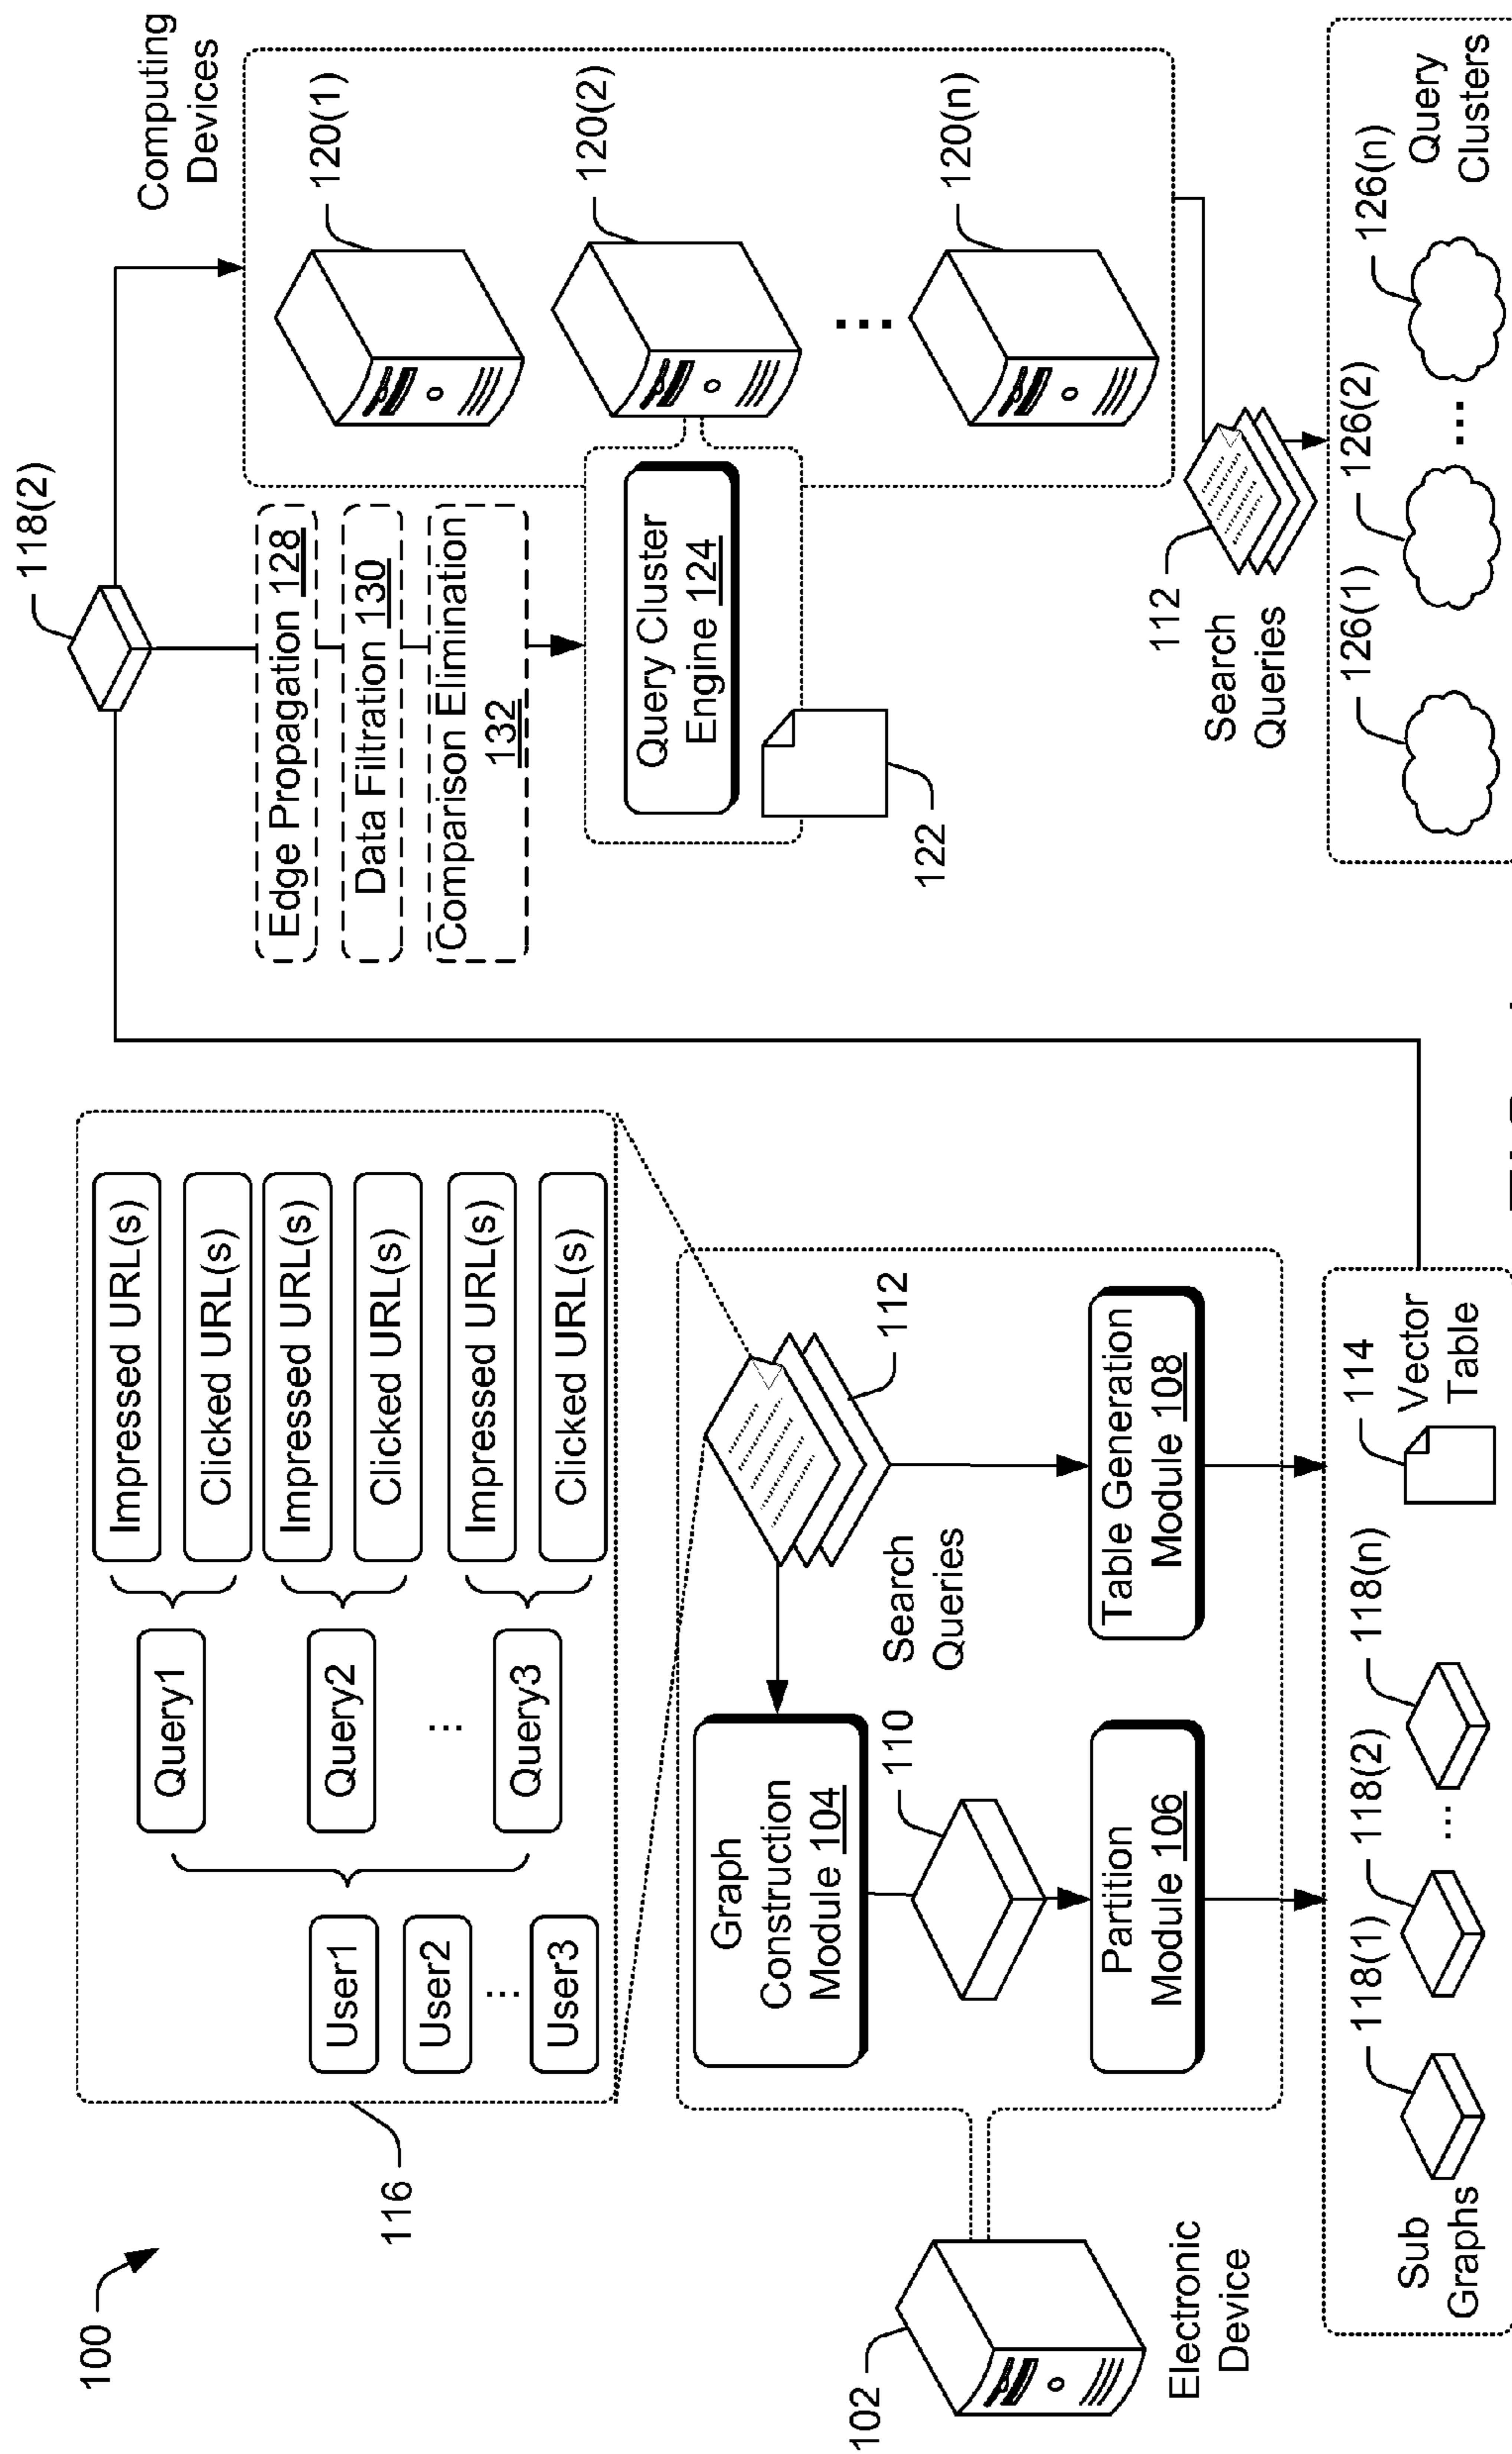 100
116
User1
User2
...
User3
Query1
Query2
...
Query3
Impressed URL(s)
Clicked URL(s)
Impressed URL(s)
Clicked URL(s)
Impressed URL(s)
Clicked URL(s)
102
Electronic
Device
Graph
Construction
Module 104
110
Partition
Module 106
112
Search
Queries
Table Generation
Module 108
Sub
Graphs
118(1)
118(2)
...
118(n)
114
Vector
Table
118(2)
Edge Propagation 128
Data Filtration 130
Comparison Elimination
132
Query Cluster
Engine 124
122
Computing
Devices
120(1)
120(2)
...
120(n)
112
Search
Queries
126(1)
126(2)
...
126(n)
Query
Clusters